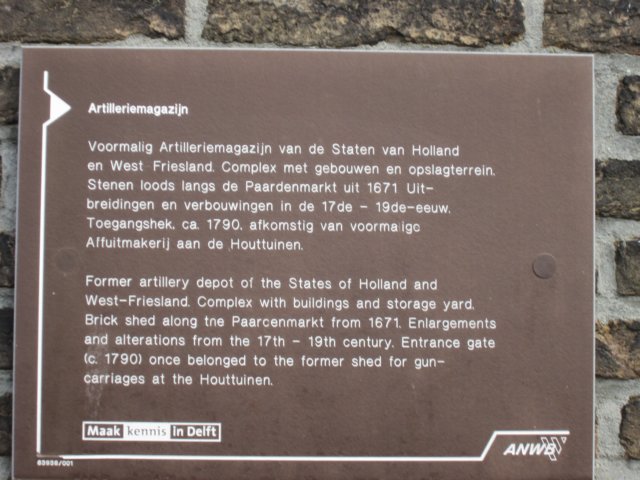 Artilleriemagazijn
Voormalig Artilleriemagazijn van de Staten van Holland
en West Friesland. Complex met gebouwen en opslagterrein.
Stenen loods langs de Paardenmarkt uit 1671 Uit-
breidingen en verbouwingen in de 17de - 19de-eeuw.
Toegangshek, ca. 1790, afkomstig van voormaigc
Affuitmakerij aan de Houttuinen.
Former artillery depot of the States of Holland and
West-Friesland. Complex with buildings and storage yard.
Brick shed along tne Paarcenmarkt from 1671. Enlargements
and alterations from the 17th - 19th century. Entrance gate
(c. 1790) once belonged to the former shed for gun-
carriages at the Houttuinen.
Maak kennis in Delft
ANWB
83938/001